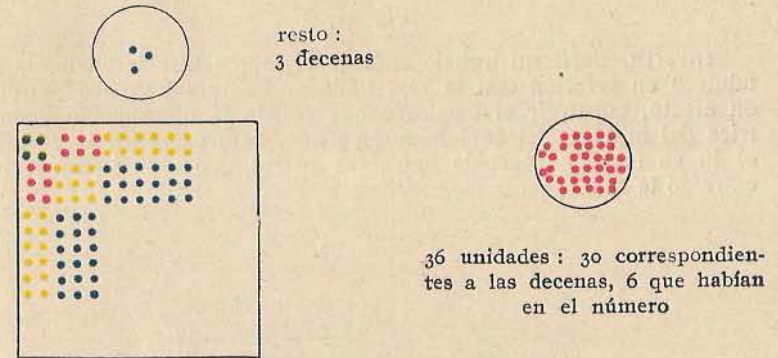 resto :
3 decenas
36 unidades : 30 correspondien-
tes a las decenas, 6 que habían
en el número